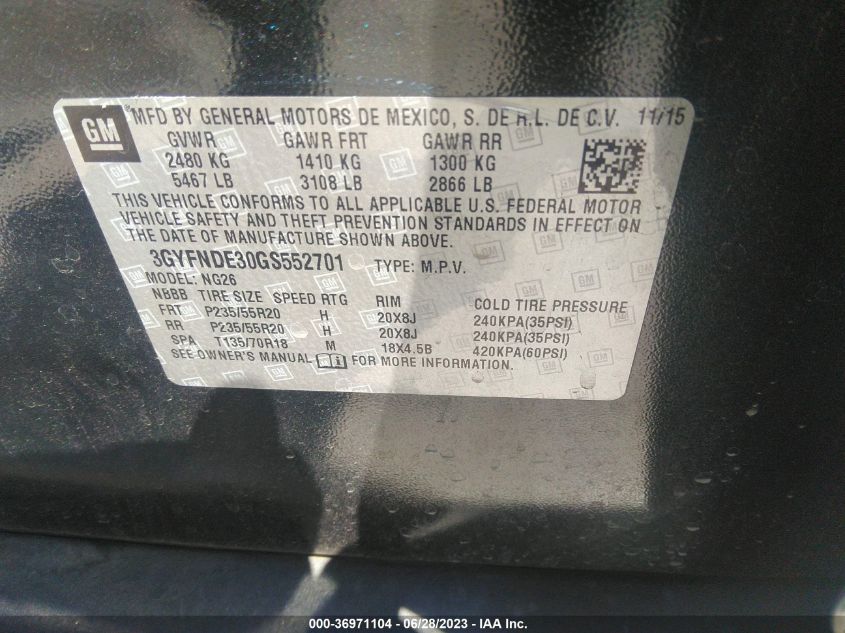 GM
MFD BY GENERAL MOTORS DE MEXICO, S. DE R.L. DE C.V. 11/15
GVWR GAWR FRT GAWR RR
2480 KG 1410 KG 1300 KG
5467 LB 3108 LB 2866 LB
THIS VEHICLE CONFORMS TO ALL APPLICABLE U.S. FEDERAL MOTOR
VEHICLE SAFETY AND THEFT PREVENTION STANDARDS IN EFFECT ON
THE DATE OF MANUFACTURE SHOWN ABOVE.
3GYFNDE30GS552701 TYPE: M.P.V.
MODEL: NG26
NBBB TIRE SIZE SPEED RTG RIM COLD TIRE PRESSURE
FRT P235/55R20 H 20X8J 240KPA(35PSI)
RR P235/55R20 H 20X8J 240KPA(35PSI)
SPA T135/70R18 M 18X4.5B 420KPA(60PSI)
SEE OWNER'S MANUAL i FOR MORE INFORMATION.
000-36971104 - 06/28/2023 - IAA Inc.